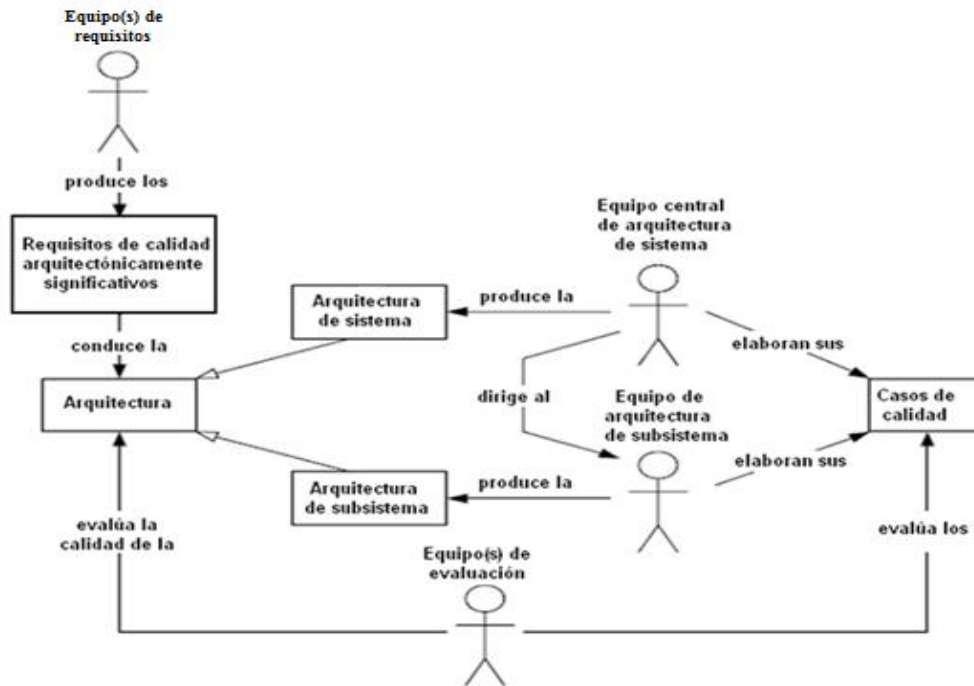 Equipo(s) de
requisitos
produce los
Requisitos de calidad
arquitectónicamente
significativos
conduce la
Arquitectura
Arquitectura
de sistema
produce la
Equipo central
de arquitectura
de sistema
elaboran sus
dirige al
Equipo de
arquitectura
de subsistema
Casos de
calidad
elaboran sus
Arquitectura
de subsistema
produce la
evalúa la
calidad de la
Equipo(s) de
evaluación
evalúa los